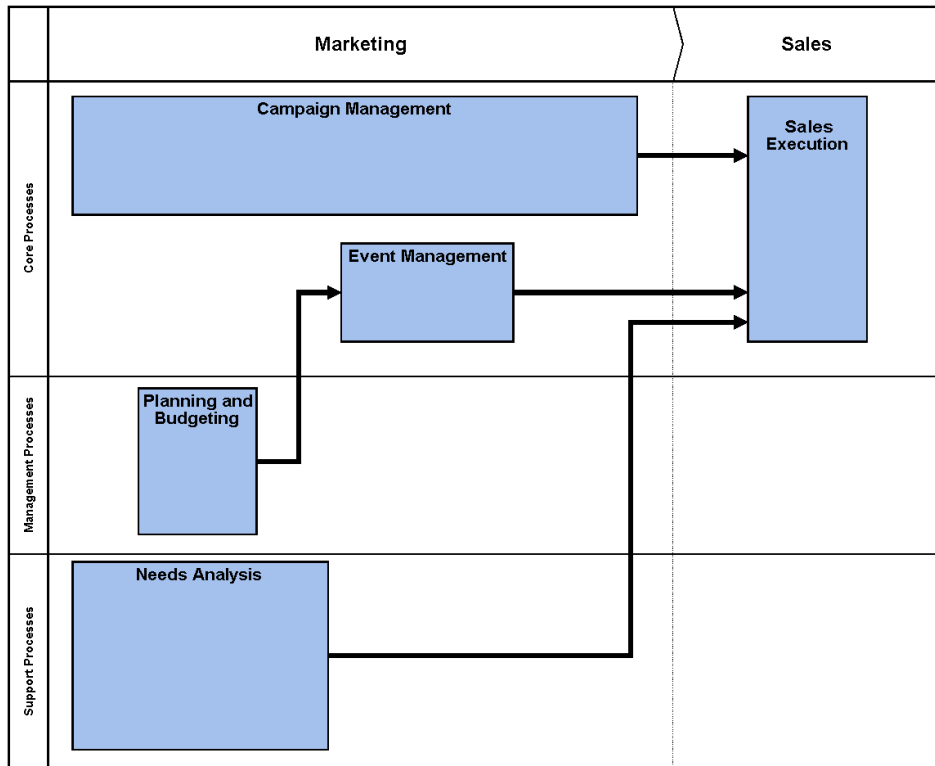 Marketing
Sales
Core Processes
Campaign Management
Sales
Execution
Event Management
Management Processes
Planning and
Budgeting
Support Processes
Needs Analysis